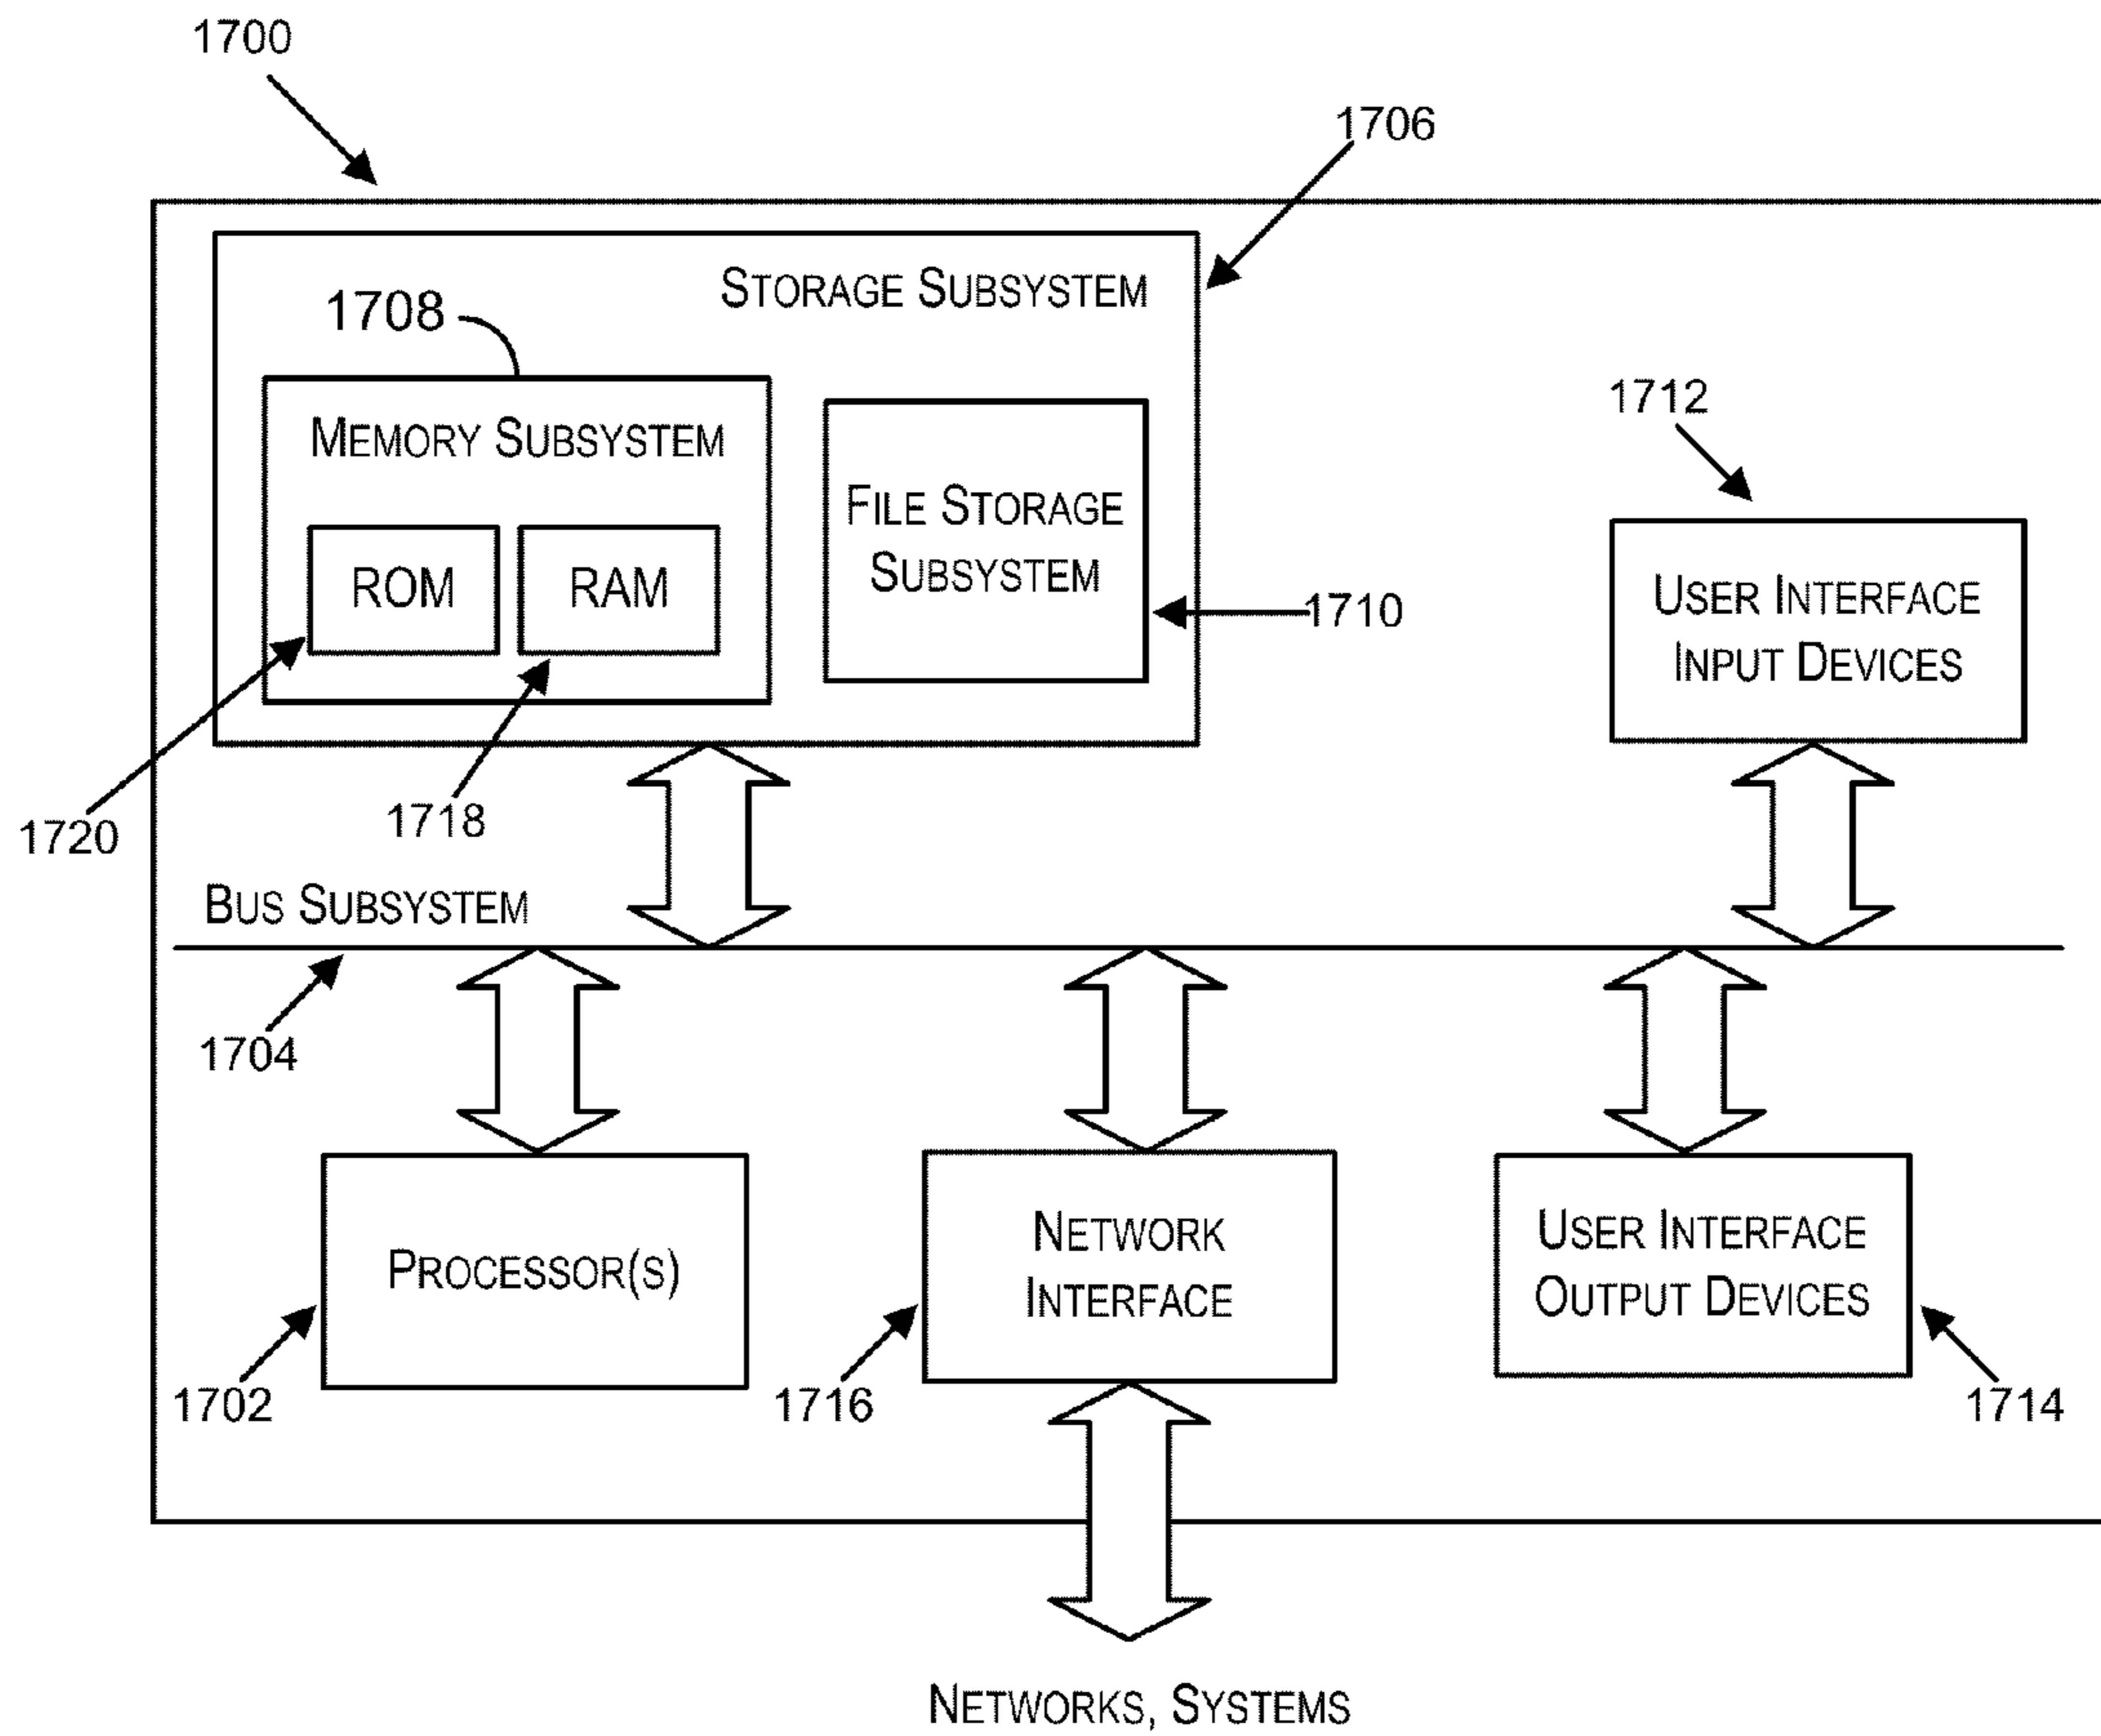 1700
1706
STORAGE SUBSYSTEM
1708
MEMORY SUBSYSTEM
ROM
RAM
FILE STORAGE
SUBSYSTEM
1710
1712
USER INTERFACE
INPUT DEVICES
1720
1718
BUS SUBSYSTEM
1704
PROCESSOR(S)
1702
NETWORK
INTERFACE
1716
USER INTERFACE
OUTPUT DEVICES
1714
NETWORKS, SYSTEMS